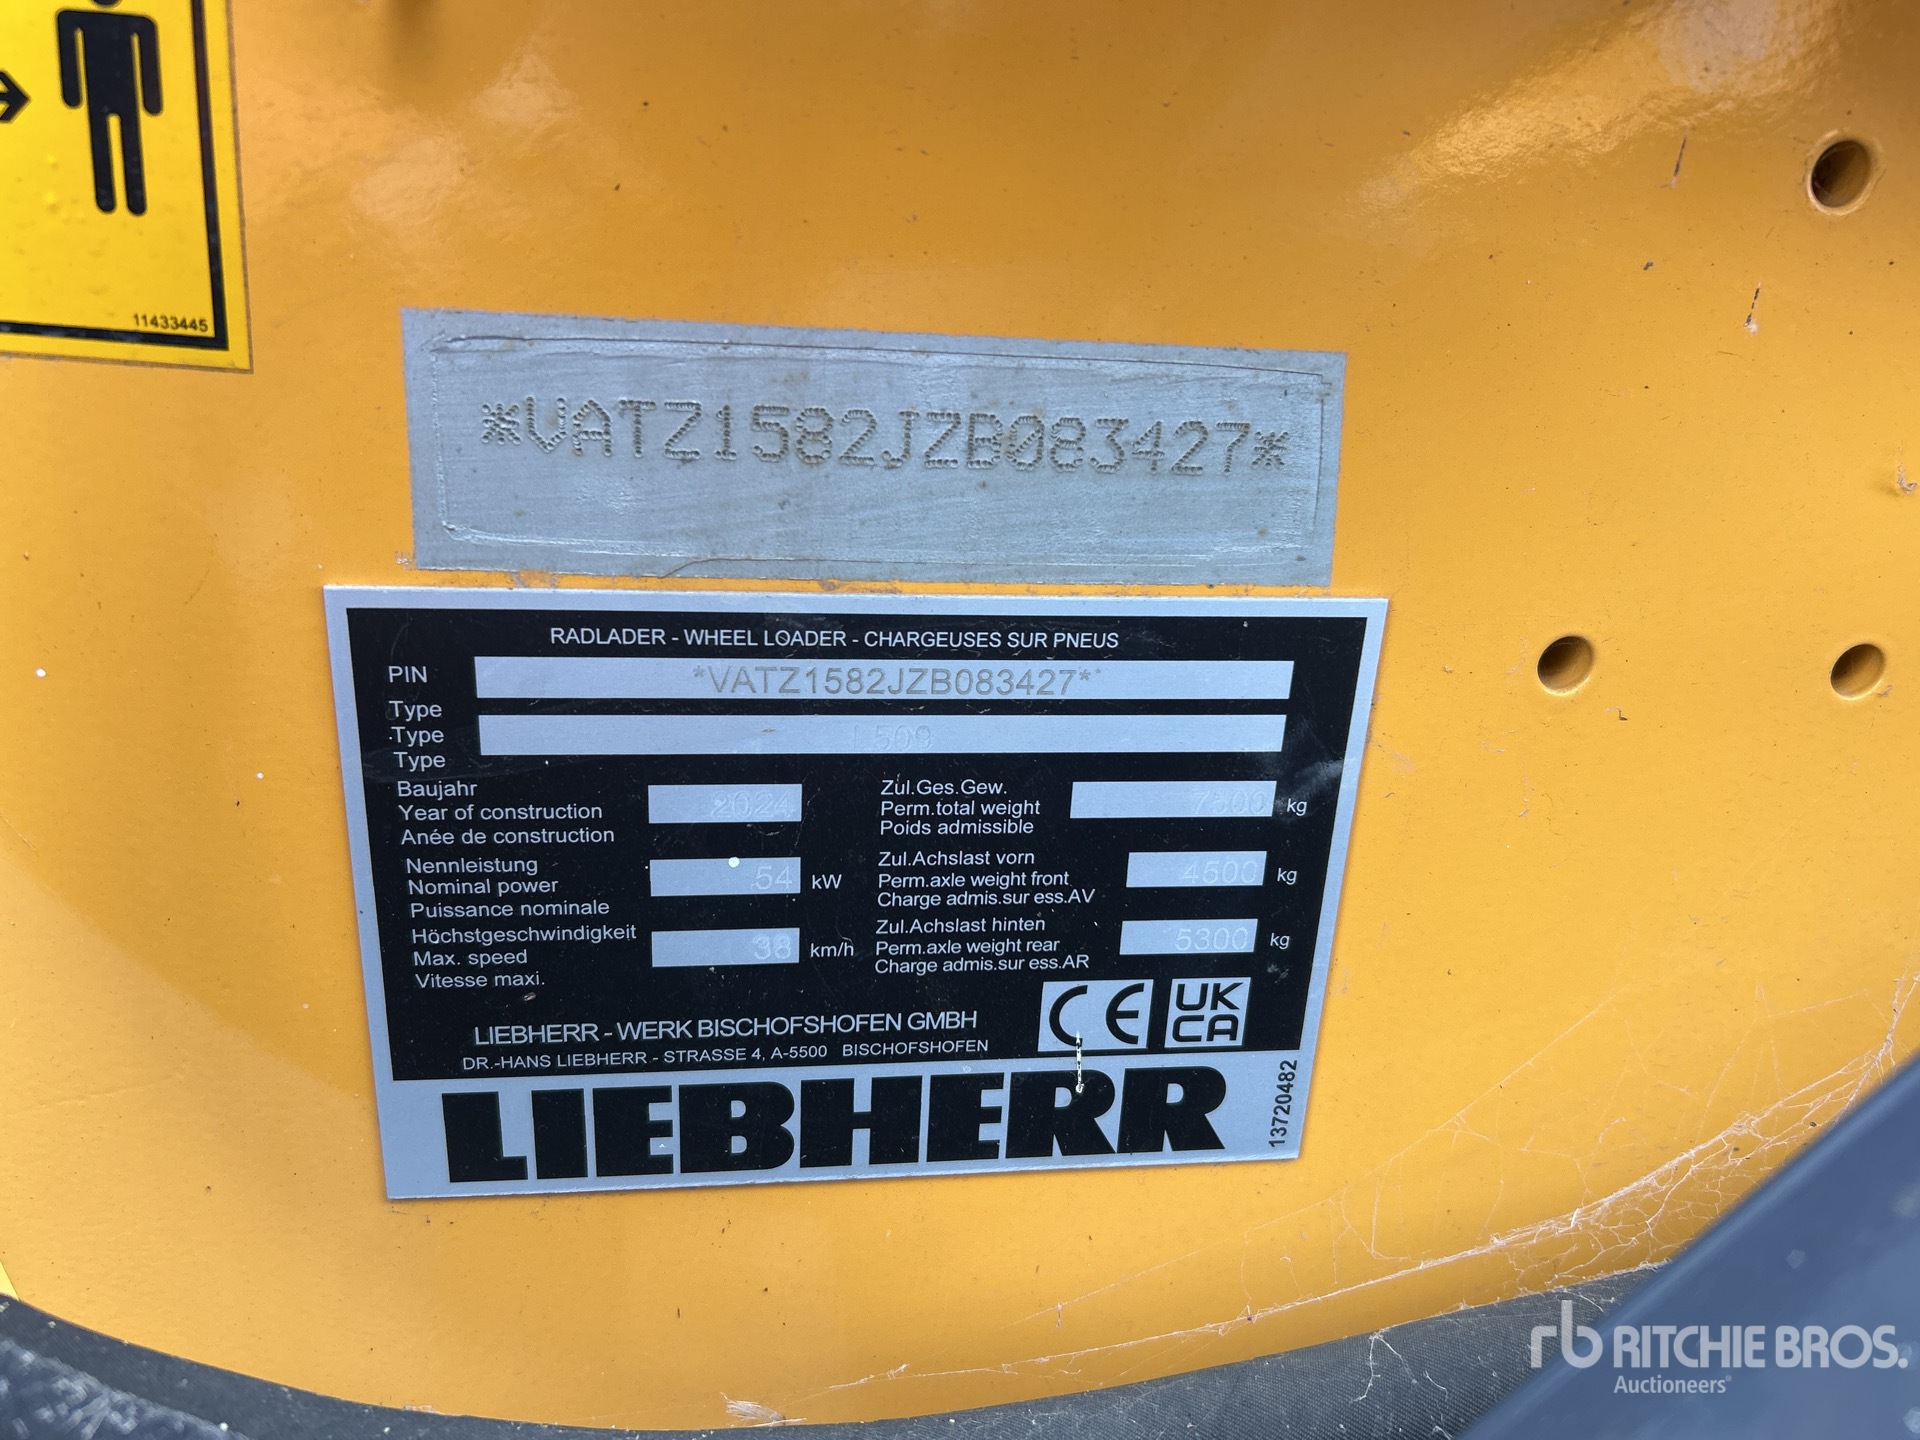 11433445
*VATZ1582JZB083427*
RADLADER - WHEEL LOADER - CHARGEUSES SUR PNEUS
PIN *VATZ1582JZB083427*
Type
Type 509
Type
Baujahr
Year of construction 2024
Anée de construction
Zul.Ges.Gew.
Perm.total weight kg
Poids admissible
Nennleistung
Nominal power 54 kW
Puissance nominale
Zul.Achslast vorn
Perm.axle weight front 4500 kg
Charge admis.sur ess.AV
Höchstgeschwindigkeit
Max. speed 38 km/h
Vitesse maxi.
Zul.Achslast hinten
Perm.axle weight rear 5300 kg
Charge admis.sur ess.AR
LIEBHERR - WERK BISCHOFSHOFEN GMBH
DR.-HANS LIEBHERR - STRASSE 4, A-5500 BISCHOFSHOFEN
CE
UK
CA
LIEBHERR
13720482
rb RITCHIE BROS.
Auctioneers